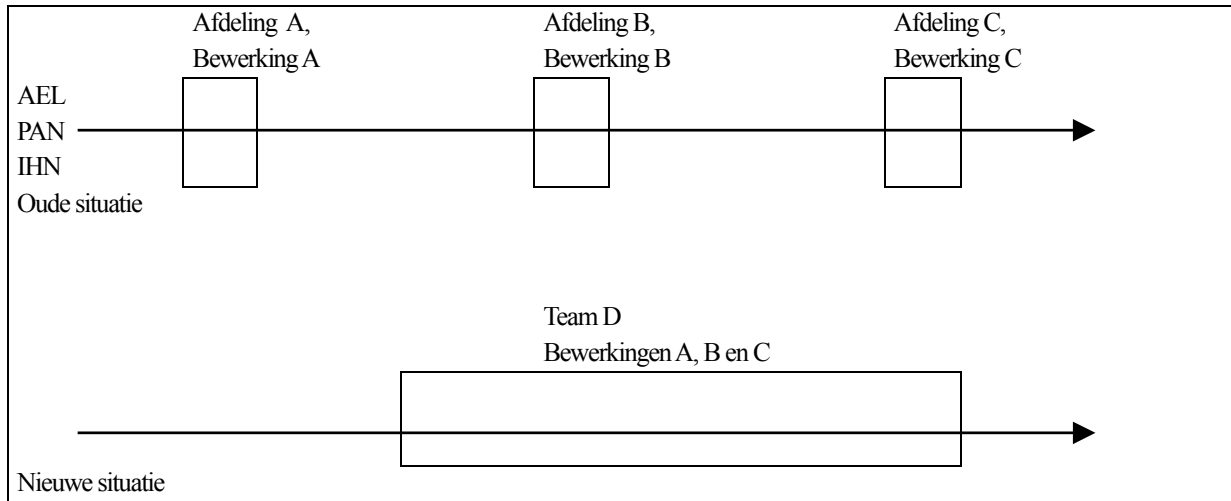 Afdeling A,
Bewerking A
Afdeling B,
Bewerking B
Afdeling C,
Bewerking C
AEL
PAN
IHN
Oude situatie
Team D
Bewerkingen A, B en C
Nieuwe situatie